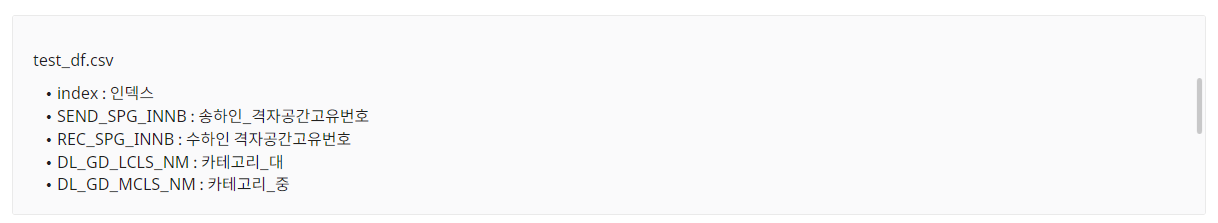 test_df.csv
• index : 인덱스
• SEND_SPG_INNB : 송하인_격자공간고유번호
• REC_SPG_INNB : 수하인 격자공간고유번호
• DL_GD_LCLS_NM : 카테고리_대
• DL_GD_MCLS_NM : 카테고리_중